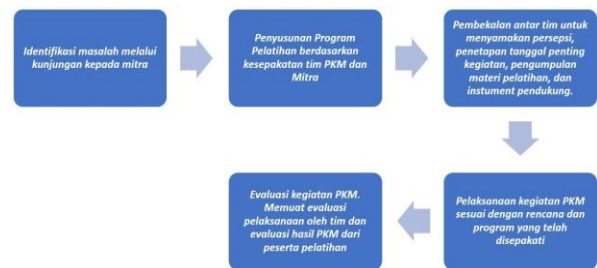 Identifikasi masalah melalui
kunjungan kepada mitra
Penyusunan Program
Pelatihan berdasarkan
kesepakatan tim PKM dan
Mitra
Pembekalan antar tim untuk
menyamakan persepsi,
penetapan tanggal penting
kegiatan, pengumpulan
materi pelatihan, dan
instument pendukung.
Pelaksanaan kegiatan PKM
sesuai dengan rencana dan
program yang telah
disepakati
Evaluasi kegiatan PKM.
Memuat evaluasi
pelaksanaan oleh tim dan
evaluasi hasil PKM dari
peserta pelatihan